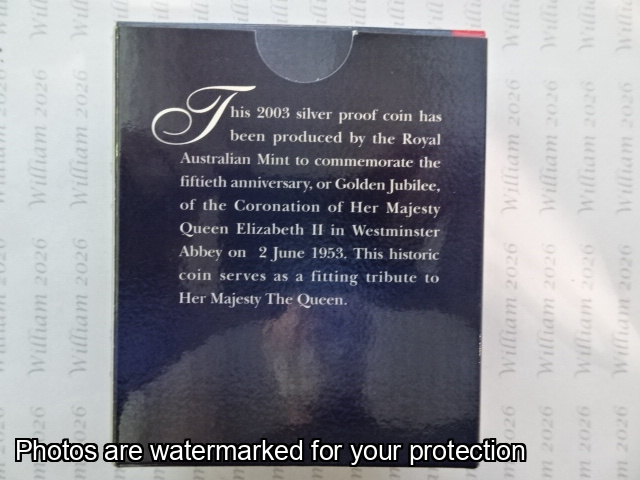 This 2003 silver proof coin has
been produced by the Royal
Australian Mint to commemorate the
fiftieth anniversary, or Golden Jubilee,
of the Coronation of Her Majesty
Queen Elizabeth II in Westminster
Abbey on 2 June 1953. This historic
coin serves as a fitting tribute to
Her Majesty The Queen.
Photos are watermarked for your protection
William 2026